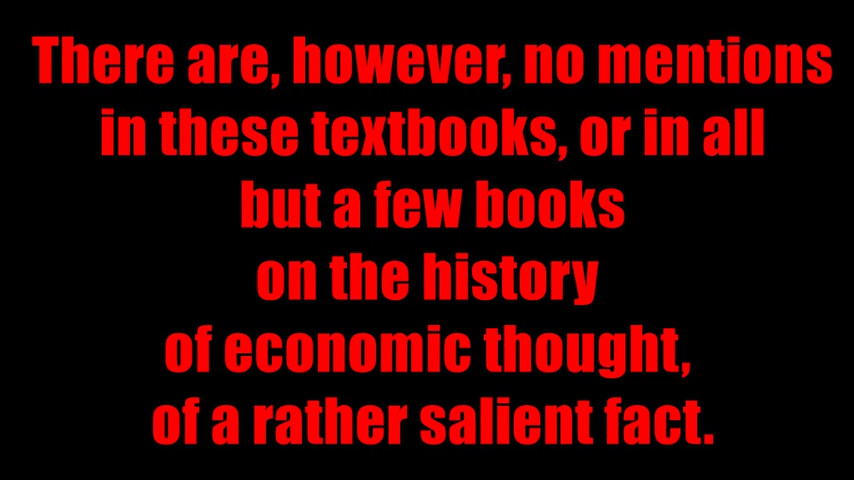 There are, however, no mentions
in these textbooks, or in all
but a few books
on the history
of economic thought,
of a rather salient fact.